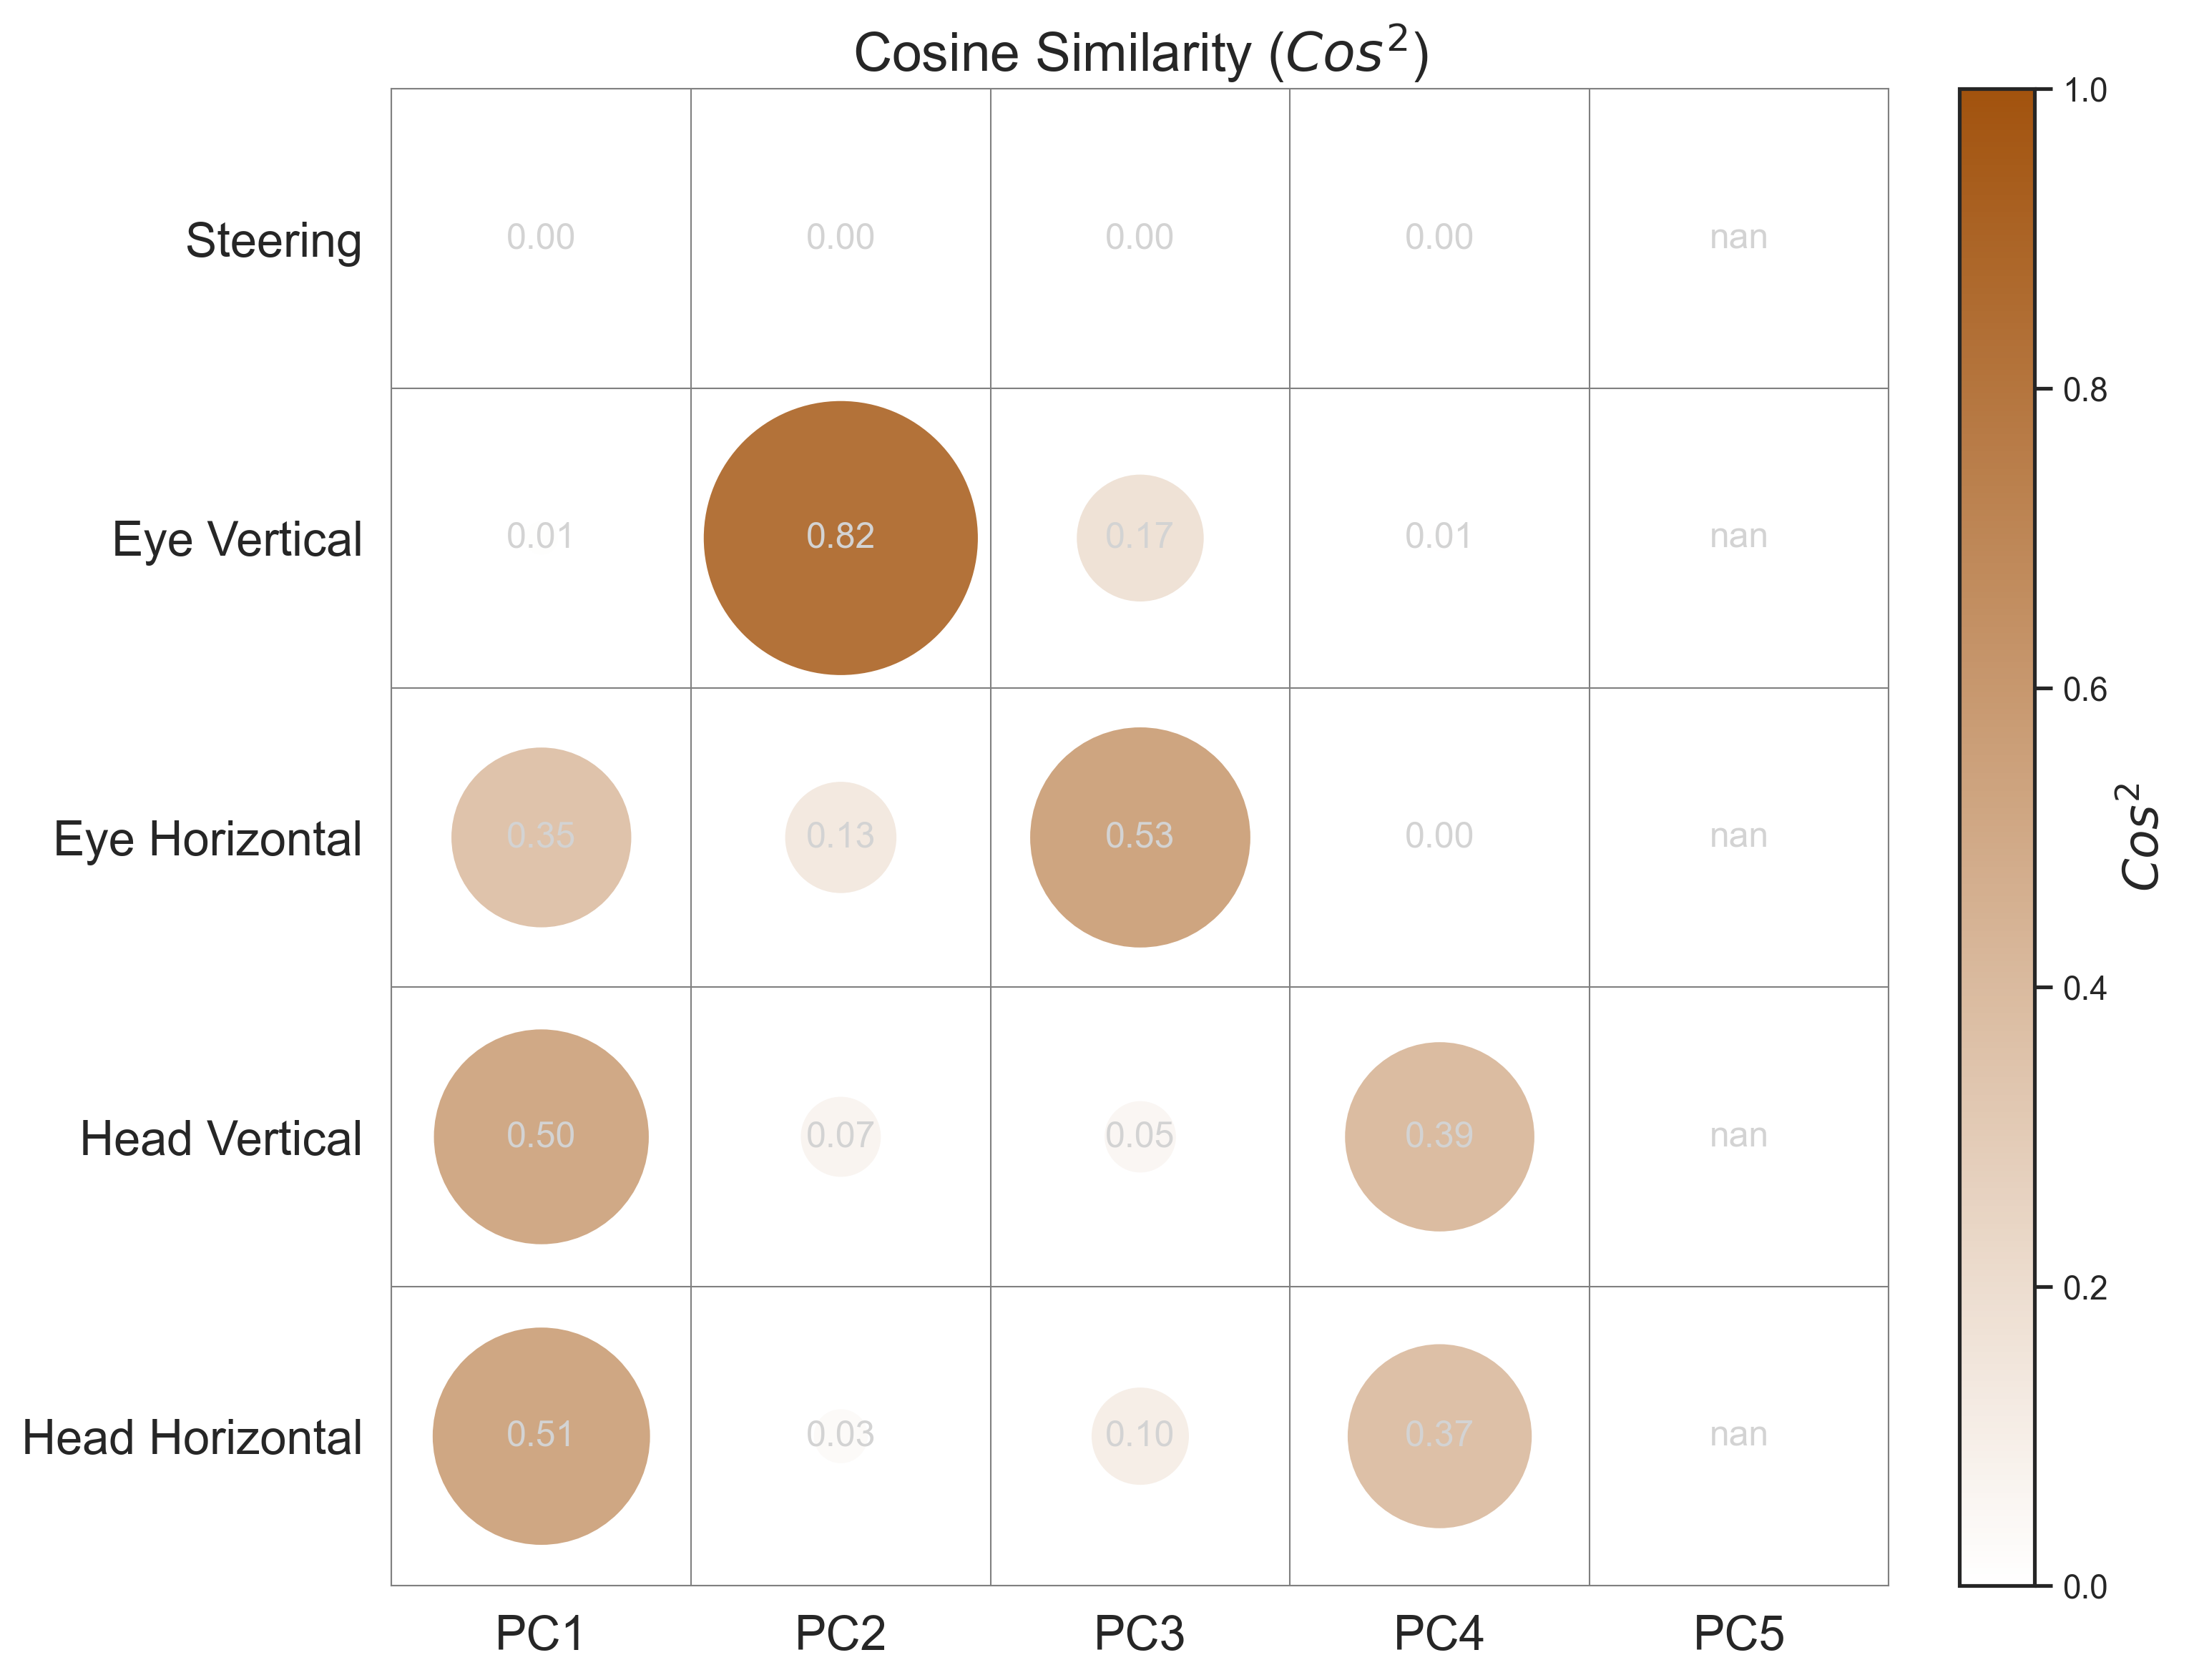 Cosine Similarity (Cos²)
Steering 0.00 0.00 0.00 0.00 nan
Eye Vertical 0.01 0.82 0.17 0.01 nan
Eye Horizontal 0.35 0.13 0.53 0.00 nan
Head Vertical 0.50 0.07 0.05 0.39 nan
Head Horizontal 0.51 0.03 0.10 0.37 nan
PC1 PC2 PC3 PC4 PC5
1.0
0.8
0.6
0.4
0.2
0.0
Cos²